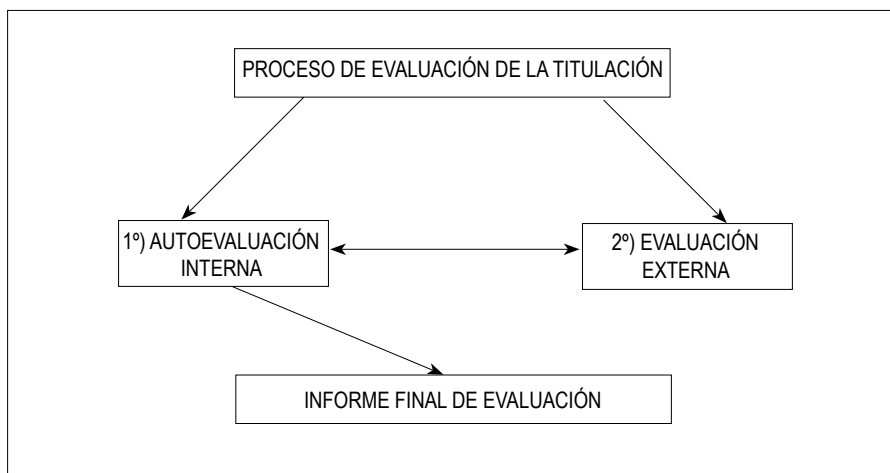 PROCESO DE EVALUACIÓN DE LA TITULACIÓN
1º) AUTOEVALUACIÓN
INTERNA
2º) EVALUACIÓN
EXTERNA
INFORME FINAL DE EVALUACIÓN